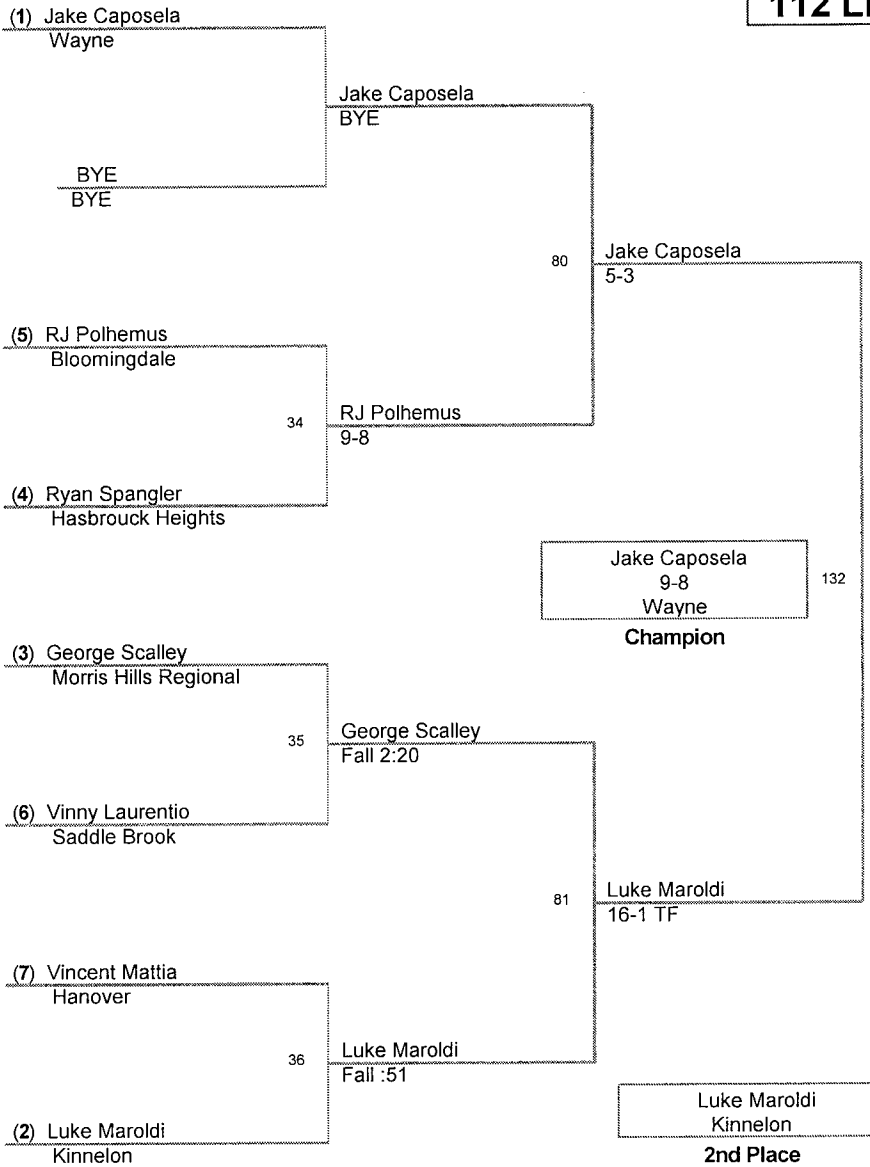 112 L
(1) Jake Caposela
Wayne
Jake Caposela
BYE
BYE
BYE
80
Jake Caposela
5-3
(5) RJ Polhemus
Bloomingdale
34
RJ Polhemus
9-8
(4) Ryan Spangler
Hasbrouck Heights
Jake Caposela
9-8
Wayne
132
Champion
(3) George Scalley
Morris Hills Regional
35
George Scalley
Fall 2:20
(6) Vinny Laurentio
Saddle Brook
81
Luke Maroldi
16-1 TF
(7) Vincent Mattia
Hanover
36
Luke Maroldi
Fall :51
(2) Luke Maroldi
Kinnelon
Luke Maroldi
Kinnelon
2nd Place